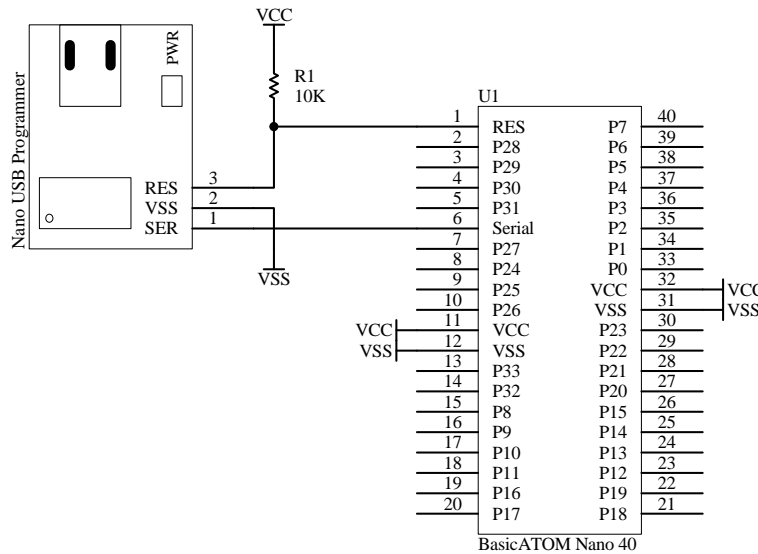 VCC
PWR
R1
10K
Nano USB Programmer
RES 3
VSS 2
SER 1
VSS
U1
1 RES P7 40
2 P28 P6 39
3 P29 P5 38
4 P30 P4 37
5 P31 P3 36
6 Serial P2 35
7 P27 P1 34
8 P24 P0 33
9 P25 VCC 32 VCC
10 P26 VSS 31 VSS
VCC 11 VCC P23 30
VSS 12 VSS P22 29
13 P33 P21 28
14 P32 P20 27
15 P8 P15 26
16 P9 P14 25
17 P10 P13 24
18 P11 P12 23
19 P16 P19 22
20 P17 P18 21
BasicATOM Nano 40